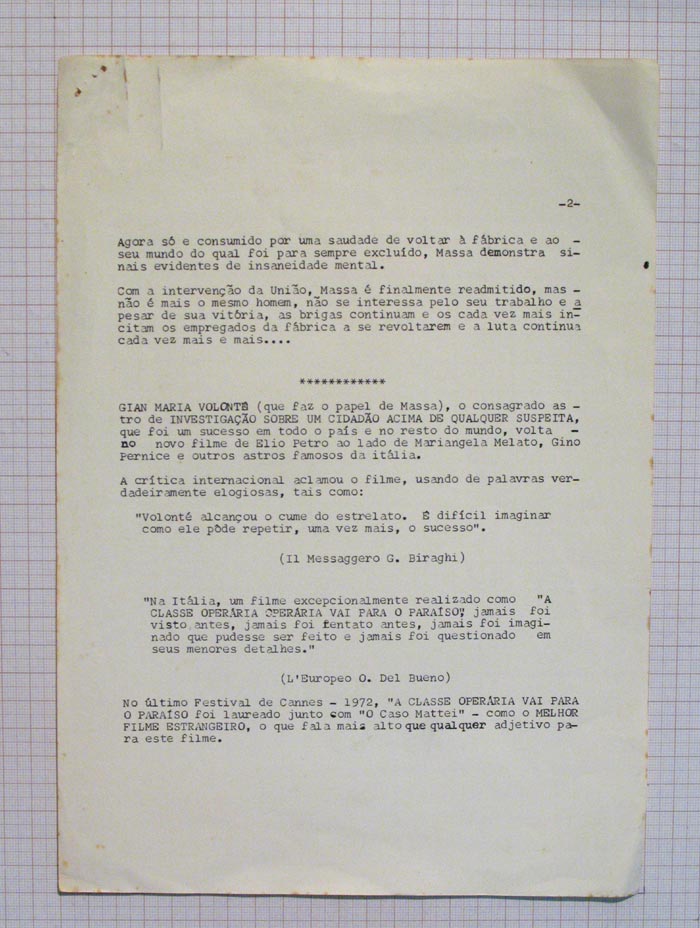 -2-
Agora só e consumido por uma saudade de voltar à fábrica e ao -
seu mundo do qual foi para sempre excluído, Massa demonstra si-
nais evidentes de insaneidade mental.
Com a intervenção da União, Massa é finalmente readmitido, mas -
não é mais o mesmo homem, não se interessa pelo seu trabalho e a
pesar de sua vitória, as brigas continuam e os cada vez mais in-
citam os empregados da fábrica a se revoltarem e a luta continua
cada vez mais e mais....
************
GIAN MARIA VOLONTÉ (que faz o papel de Massa), o consagrado as -
tro de INVESTIGAÇÃO SOBRE UM CIDADÃO ACIMA DE QUALQUER SUSPEITA,
que foi um sucesso em todo o país e no resto do mundo, volta -
no novo filme de Elio Petro ao lado de Mariangela Melato, Gino
Pernice e outros astros famosos da itália.
A crítica internacional aclamou o filme, usando de palavras ver-
dadeiramente elogiosas, tais como:
"Volonté alcançou o cume do estrelato. É difícil imaginar
como ele pôde repetir, uma vez mais, o sucesso".
(Il Messaggero G. Biraghi)
"Na Itália, um filme excepcionalmente realizado como "A
CLASSE OPERÁRIA OPERÁRIA VAI PARA O PARAÍSO", jamais foi
visto antes, jamais foi tentato antes, jamais foi imagi-
nado que pudesse ser feito e jamais foi questionado em
seus menores detalhes."
(L'Europeo O. Del Bueno)
No último Festival de Cannes - 1972, "A CLASSE OPERÁRIA VAI PARA
O PARAÍSO foi laureado junto com "O Caso Mattei" - como o MELHOR
FILME ESTRANGEIRO, o que fala mais alto que qualquer adjetivo pa-
ra este filme.